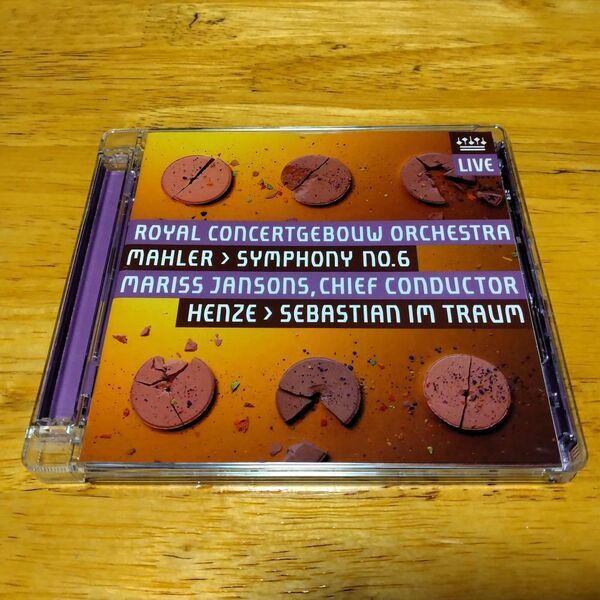 LIVE
ROYAL CONCERTGEBOUW ORCHESTRA
MAHLER > SYMPHONY NO.6
MARISS JANSONS, CHIEF CONDUCTOR
HENZE > SEBASTIAN IM TRAUM